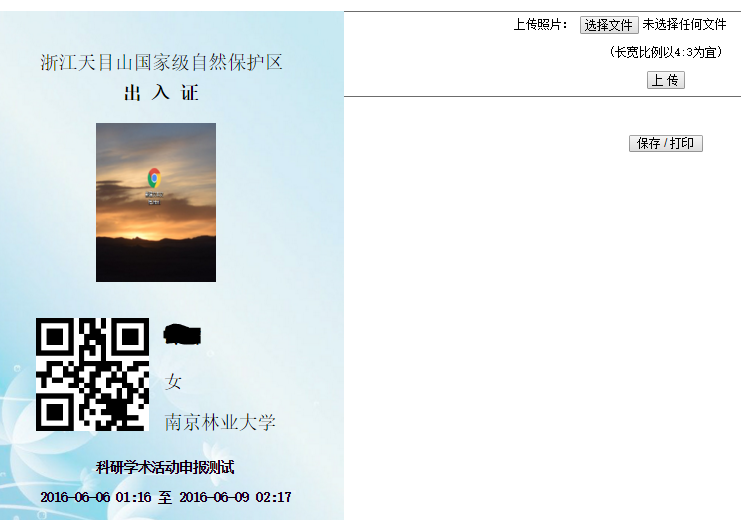 浙江天目山国家级自然保护区
出 入 证
女
南京林业大学
科研学术活动申报测试
2016-06-06 01:16 至 2016-06-09 02:17
上传照片： 选择文件 未选择任何文件
(长宽比例以4:3为宜)
上 传
保存 / 打印